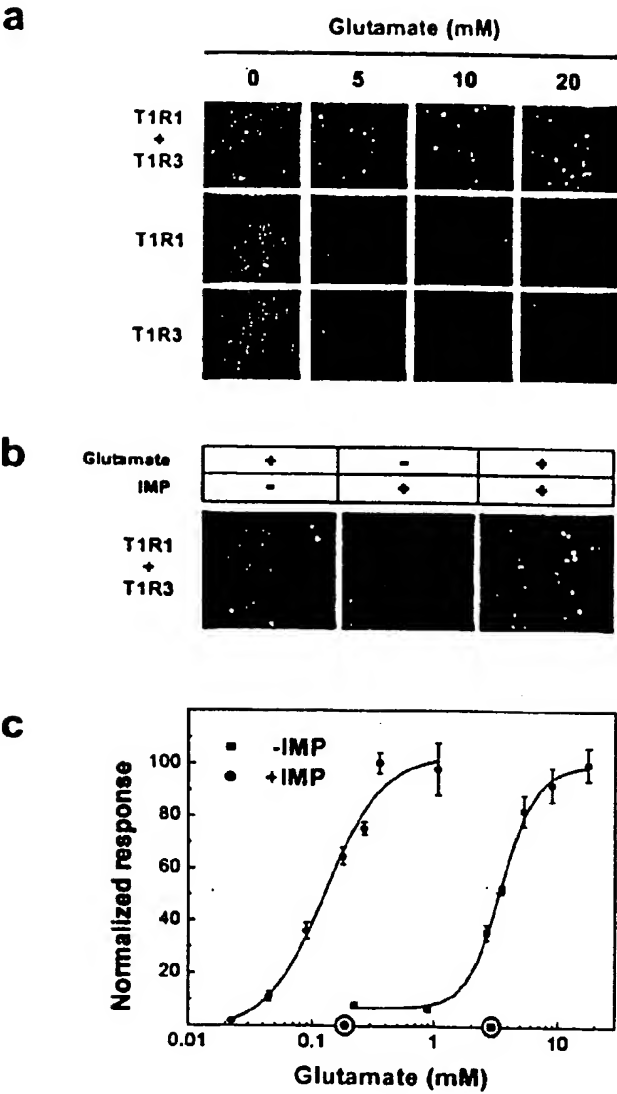 a
Glutamate (mM)
0 5 10 20
T1R1
+
T1R3
T1R1
T1R3
b
Glutamate + - +
IMP - + +
T1R1
+
T1R3
c
Normalized response
100
80
60
40
20
-IMP
+IMP
0.01 0.1 1 10
Glutamate (mM)